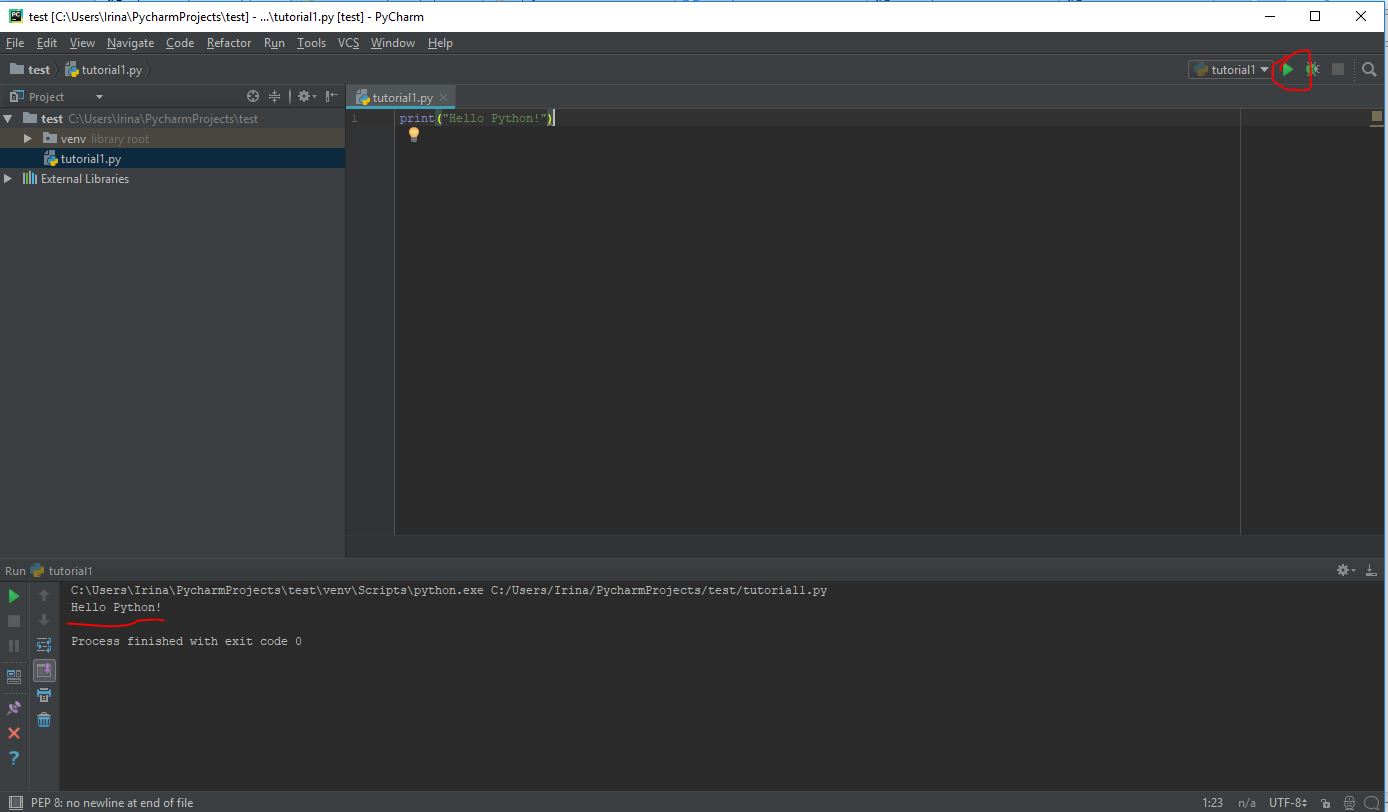 test [C:\Users\Irina\PycharmProjects\test] - ...\tutorial1.py [test] - PyCharm
File Edit View Navigate Code Refactor Run Tools VCS Window Help
test tutorial1.py tutorial1
Project tutorial1.py
test C:\Users\Irina\PycharmProjects\test
1 print("Hello Python!")
venv library root
tutorial1.py
External Libraries
Run tutorial1
C:\Users\Irina\PycharmProjects\test\venv\Scripts\python.exe C:/Users/Irina/PycharmProjects/test/tutorial1.py
Hello Python!
Process finished with exit code 0
PEP 8: no newline at end of file 1:23 n/a UTF-8